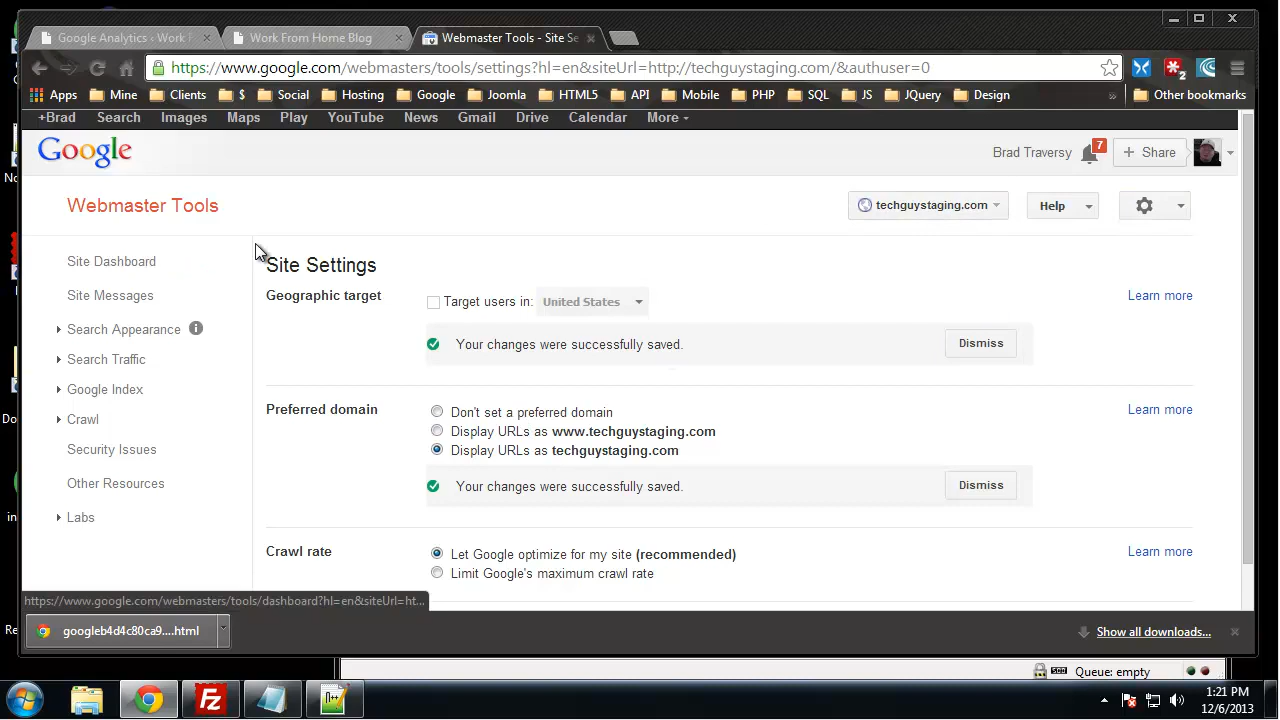 Google Analytics ‹ Work F
Work From Home Blog
Webmaster Tools - Site Se
https://www.google.com/webmasters/tools/settings?hl=en&siteUrl=http://techguystaging.com/&authuser=0
2
Apps Mine Clients $ Social Hosting Google Joomla HTML5 API Mobile PHP SQL JS JQuery Design » Other bookmarks
+Brad Search Images Maps Play YouTube News Gmail Drive Calendar More
Google
Brad Traversy 7 + Share
Webmaster Tools
techguystaging.com Help
Site Dashboard
Site Messages
Search Appearance i
Search Traffic
Google Index
Crawl
Security Issues
Other Resources
Labs
Site Settings
Geographic target
Target users in: United States
Learn more
Your changes were successfully saved. Dismiss
Preferred domain
Don't set a preferred domain
Learn more
Display URLs as www.techguystaging.com
Display URLs as techguystaging.com
Your changes were successfully saved. Dismiss
Crawl rate
Let Google optimize for my site (recommended)
Learn more
Limit Google's maximum crawl rate
https://www.google.com/webmasters/tools/dashboard?hl=en&siteUrl=ht...
googleb4d4c80ca9....html
Show all downloads...
Queue: empty
1:21 PM
12/6/2013